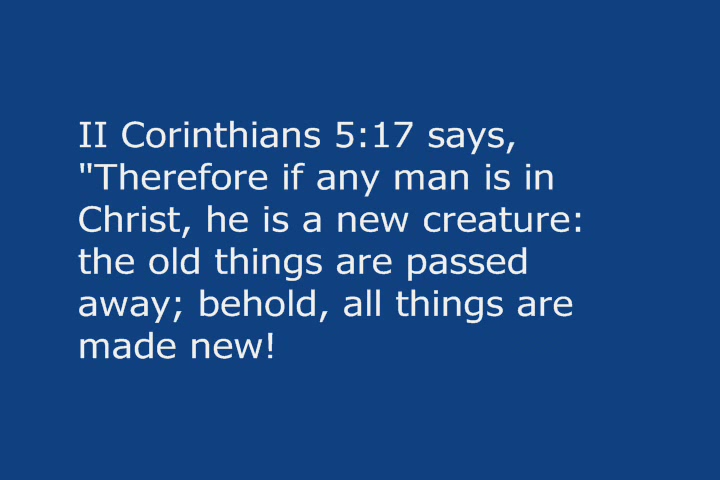 II Corinthians 5:17 says,
"Therefore if any man is in
Christ, he is a new creature:
the old things are passed
away; behold, all things are
made new!